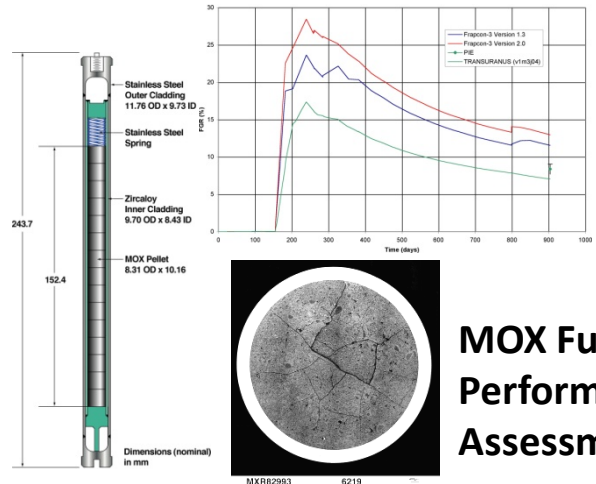 Stainless Steel
Outer Cladding
11.76 OD x 9.73 ID
Stainless Steel
Spring
Zircaloy
Inner Cladding
9.70 OD x 8.43 ID
243.7
MOX Pellet
8.31 OD x 10.16
152.4
Dimensions (nominal)
in mm
30
25
20
15
10
5
0
FGR (%)
0 100 200 300 400 500 600 700 800 900 1000
Time (days)
Frapcon-3 Version 1.3
Frapcon-3 Version 2.0
PIE
TRANSURANUS (v1m3j04)
MXR82993 6219
MOX Fu
Perform
Assessm